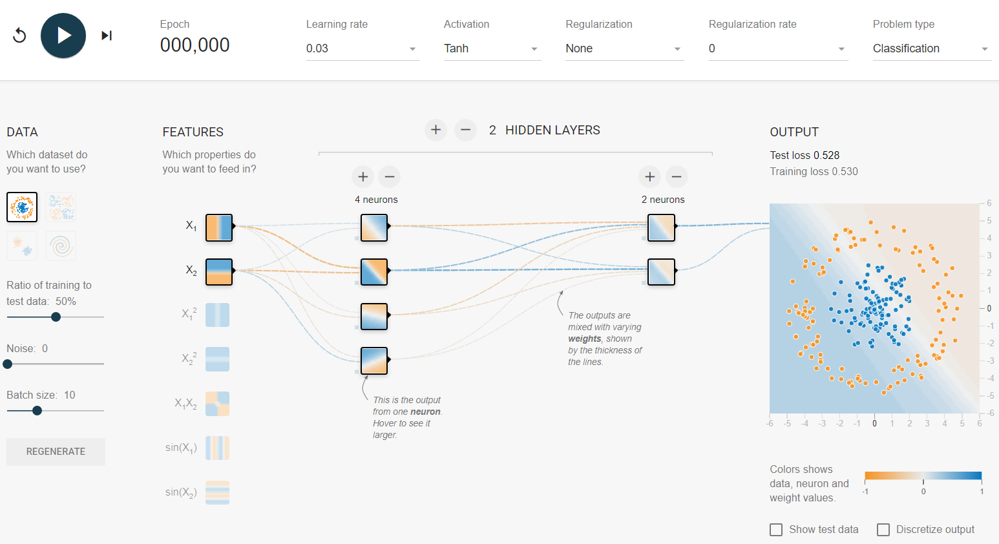 Epoch
000,000
Learning rate
0.03
Activation
Tanh
Regularization
None
Regularization rate
0
Problem type
Classification
DATA
Which dataset do
you want to use?
Ratio of training to
test data: 50%
Noise: 0
Batch size: 10
REGENERATE
FEATURES
Which properties do
you want to feed in?
X1
X2
X1²
X2²
X1X2
sin(X1)
sin(X2)
2 HIDDEN LAYERS
4 neurons
2 neurons
The outputs are
mixed with varying
weights, shown
by the thickness of
the lines.
This is the output
from one neuron.
Hover to see it
larger.
OUTPUT
Test loss 0.528
Training loss 0.530
6
5
4
3
2
1
0
-1
-2
-3
-4
-5
-6
-6 -5 -4 -3 -2 -1 0 1 2 3 4 5 6
Colors shows
data, neuron and
weight values.
-1 0 1
Show test data
Discretize output